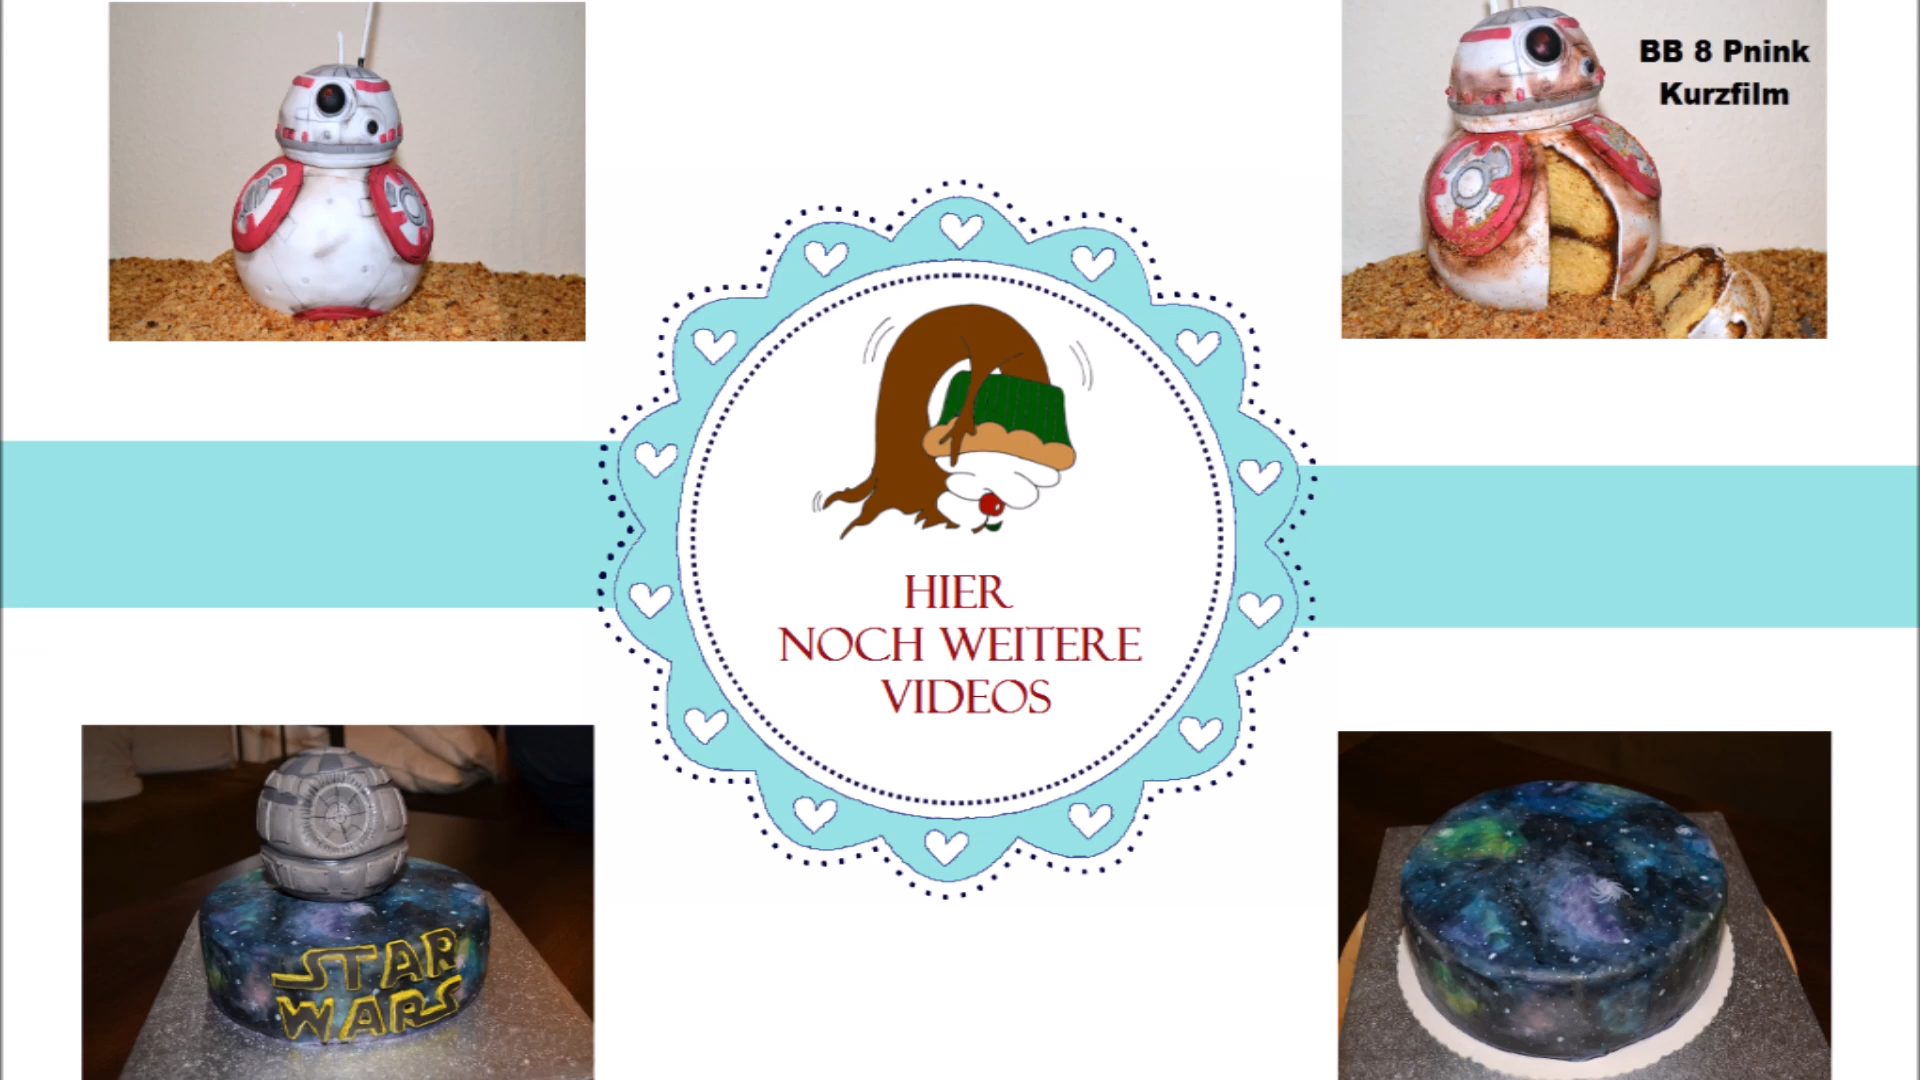 BB 8 Pnink
Kurzfilm
HIER
NOCH WEITERE
VIDEOS
STAR
WARS